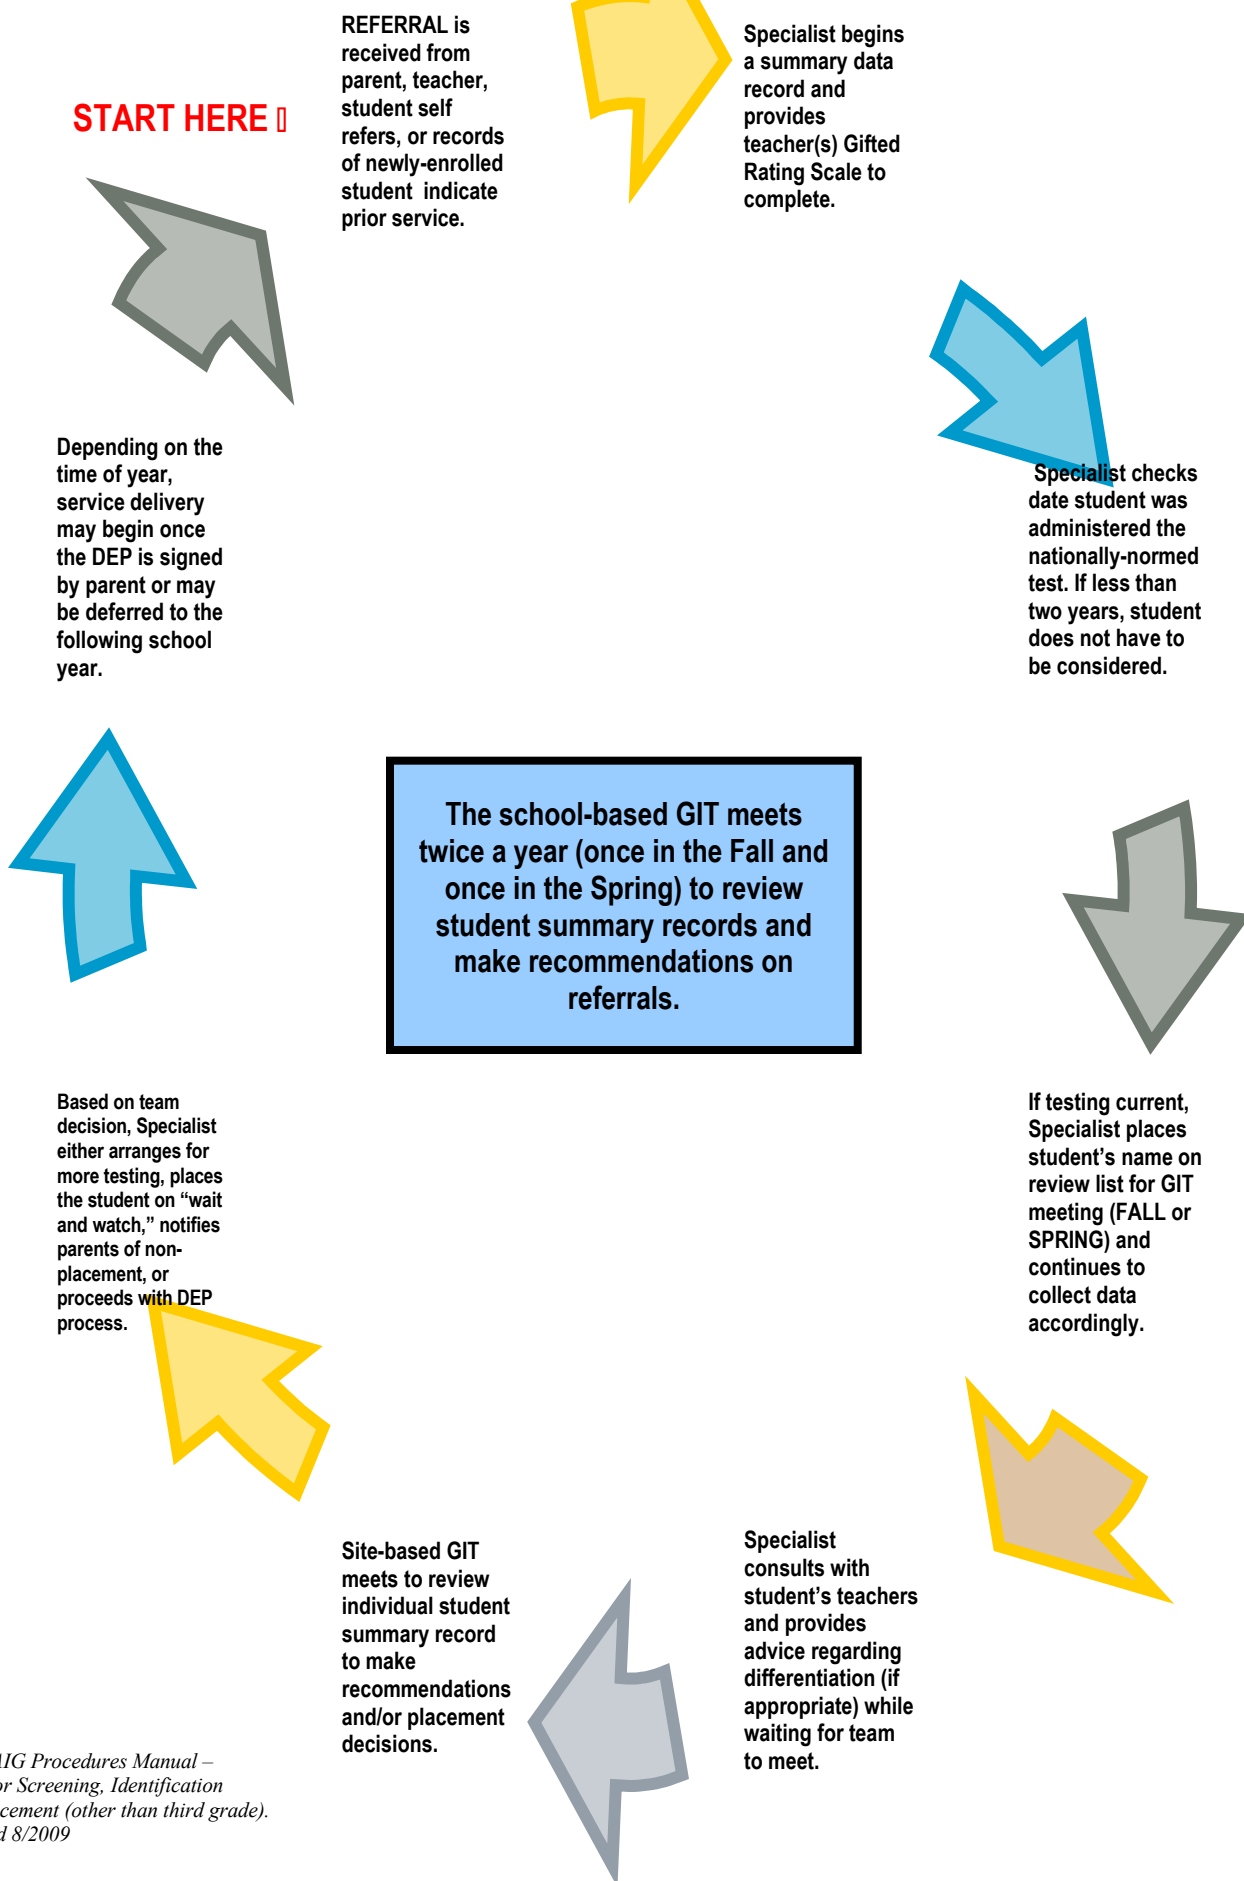 START HERE
REFERRAL is
received from
parent, teacher,
student self
refers, or records
of newly-enrolled
student indicate
prior service.
Specialist begins
a summary data
record and
provides
teacher(s) Gifted
Rating Scale to
complete.
Specialist checks
date student was
administered the
nationally-normed
test. If less than
two years, student
does not have to
be considered.
If testing current,
Specialist places
student’s name on
review list for GIT
meeting (FALL or
SPRING) and
continues to
collect data
accordingly.
Specialist
consults with
student’s teachers
and provides
advice regarding
differentiation (if
appropriate) while
waiting for team
to meet.
Site-based GIT
meets to review
individual student
summary record
to make
recommendations
and/or placement
decisions.
Based on team
decision, Specialist
either arranges for
more testing, places
the student on “wait
and watch,” notifies
parents of non-
placement, or
proceeds with DEP
process.
Depending on the
time of year,
service delivery
may begin once
the DEP is signed
by parent or may
be deferred to the
following school
year.
The school-based GIT meets
twice a year (once in the Fall and
once in the Spring) to review
student summary records and
make recommendations on
referrals.
AIG Procedures Manual –
or Screening, Identification
cement (other than third grade).
d 8/2009